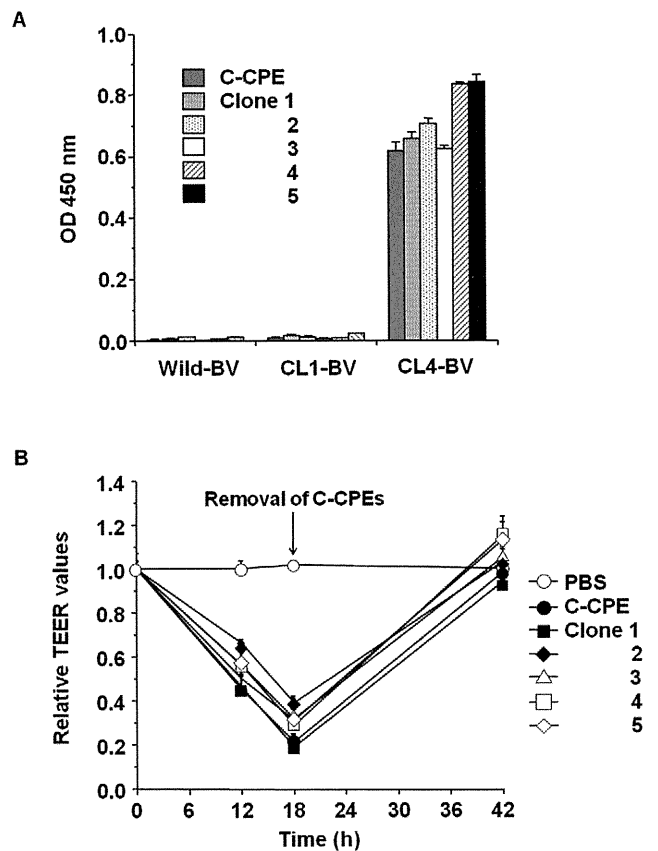 A
1.0
0.8
0.6
0.4
0.2
0.0
OD 450 nm
C-CPE
Clone 1
2
3
4
5
Wild-BV CL1-BV CL4-BV
B
1.4
1.2
1.0
0.8
0.6
0.4
0.2
0.0
Relative TEER values
Removal of C-CPEs
PBS
C-CPE
Clone 1
2
3
4
5
0 6 12 18 24 30 36 42
Time (h)